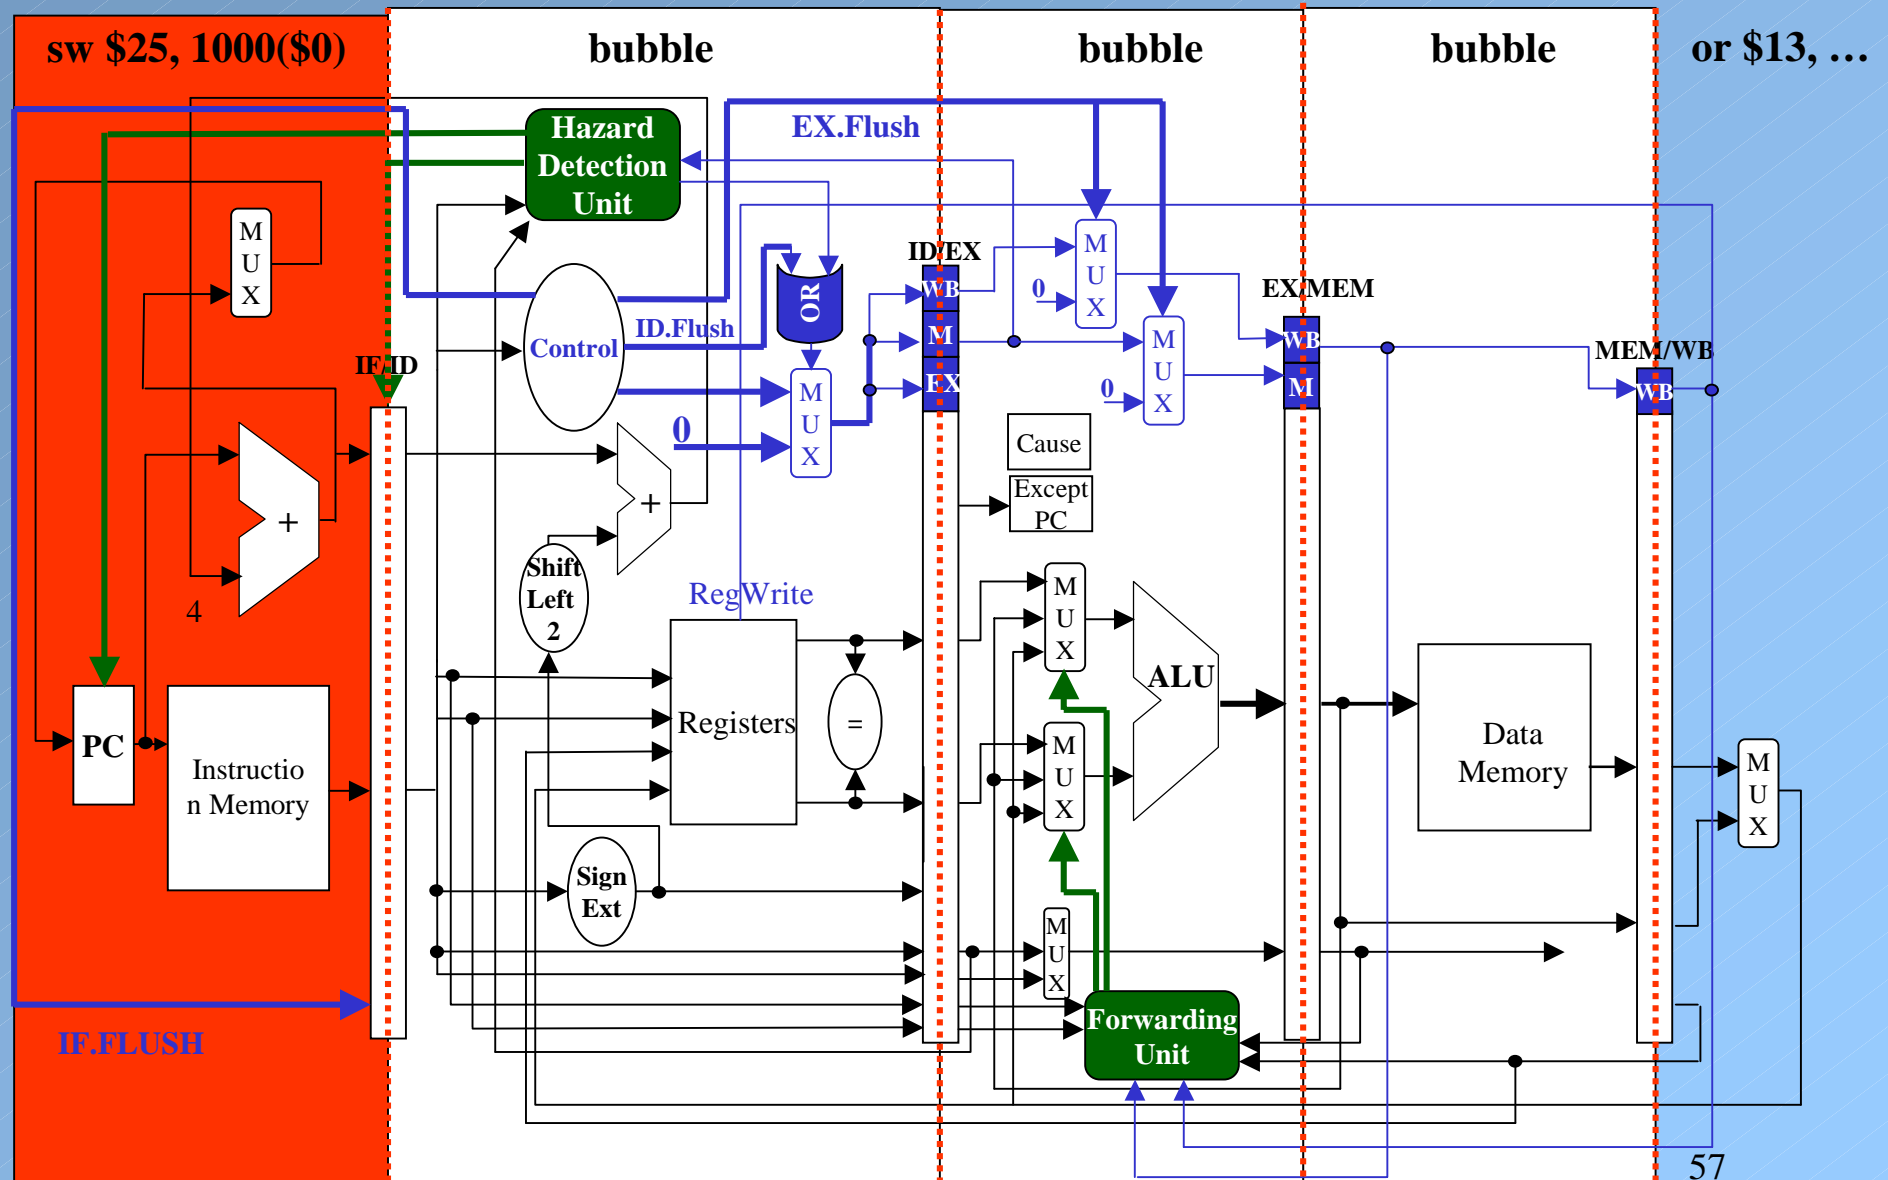 sw $25, 1000($0)
bubble
bubble
bubble
or $13, …
Hazard
Detection
Unit
EX.Flush
M
U
X
ID/EX
WB
M
EX
M
U
X
0
EX/MEM
WB
M
OR
ID.Flush
Control
M
U
X
0
M
U
X
0
MEM/WB
WB
IF/ID
Cause
Except
PC
+
+
4
Shift
Left
2
RegWrite
M
U
X
ALU
PC
Instructio
n Memory
Registers
=
M
U
X
Data
Memory
M
U
X
Sign
Ext
M
U
X
Forwarding
Unit
IF.FLUSH
57